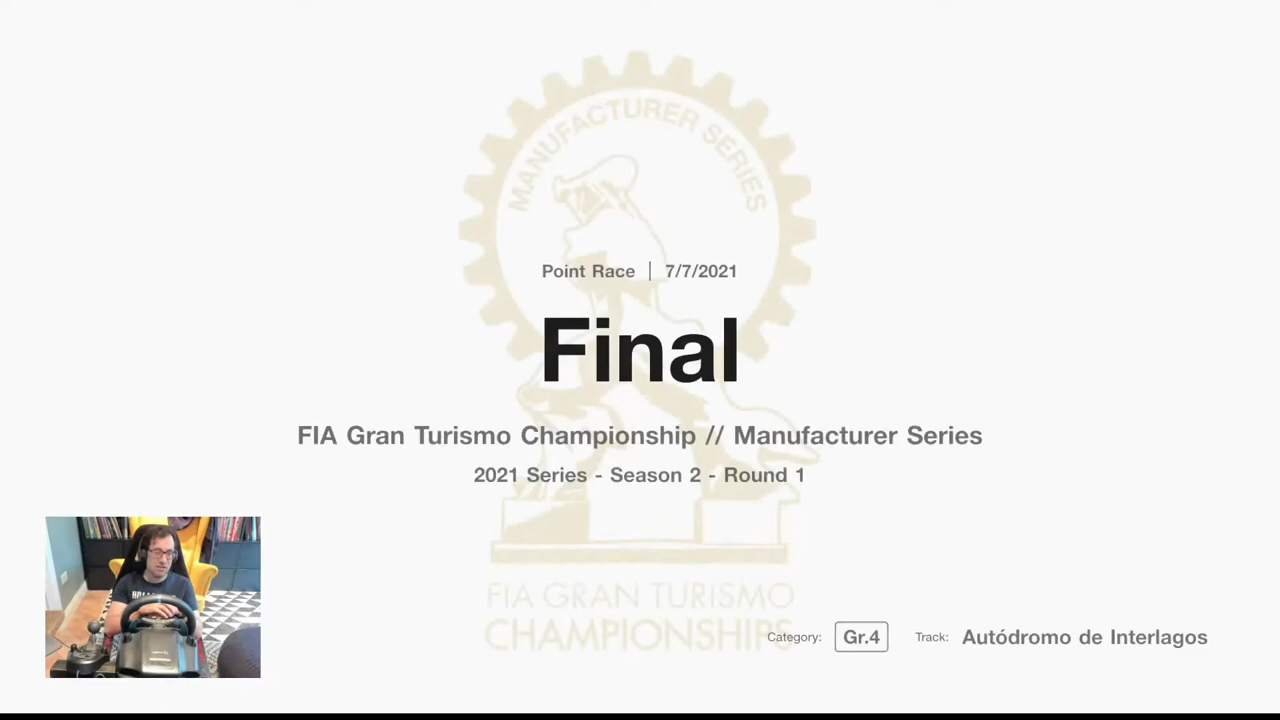 MANUFACTURER SERIES
Point Race | 7/7/2021
Final
FIA Gran Turismo Championship // Manufacturer Series
2021 Series - Season 2 - Round 1
FIA GRAN TURISMO
CHAMPIONSHIPS
Category: Gr.4 Track: Autódromo de Interlagos